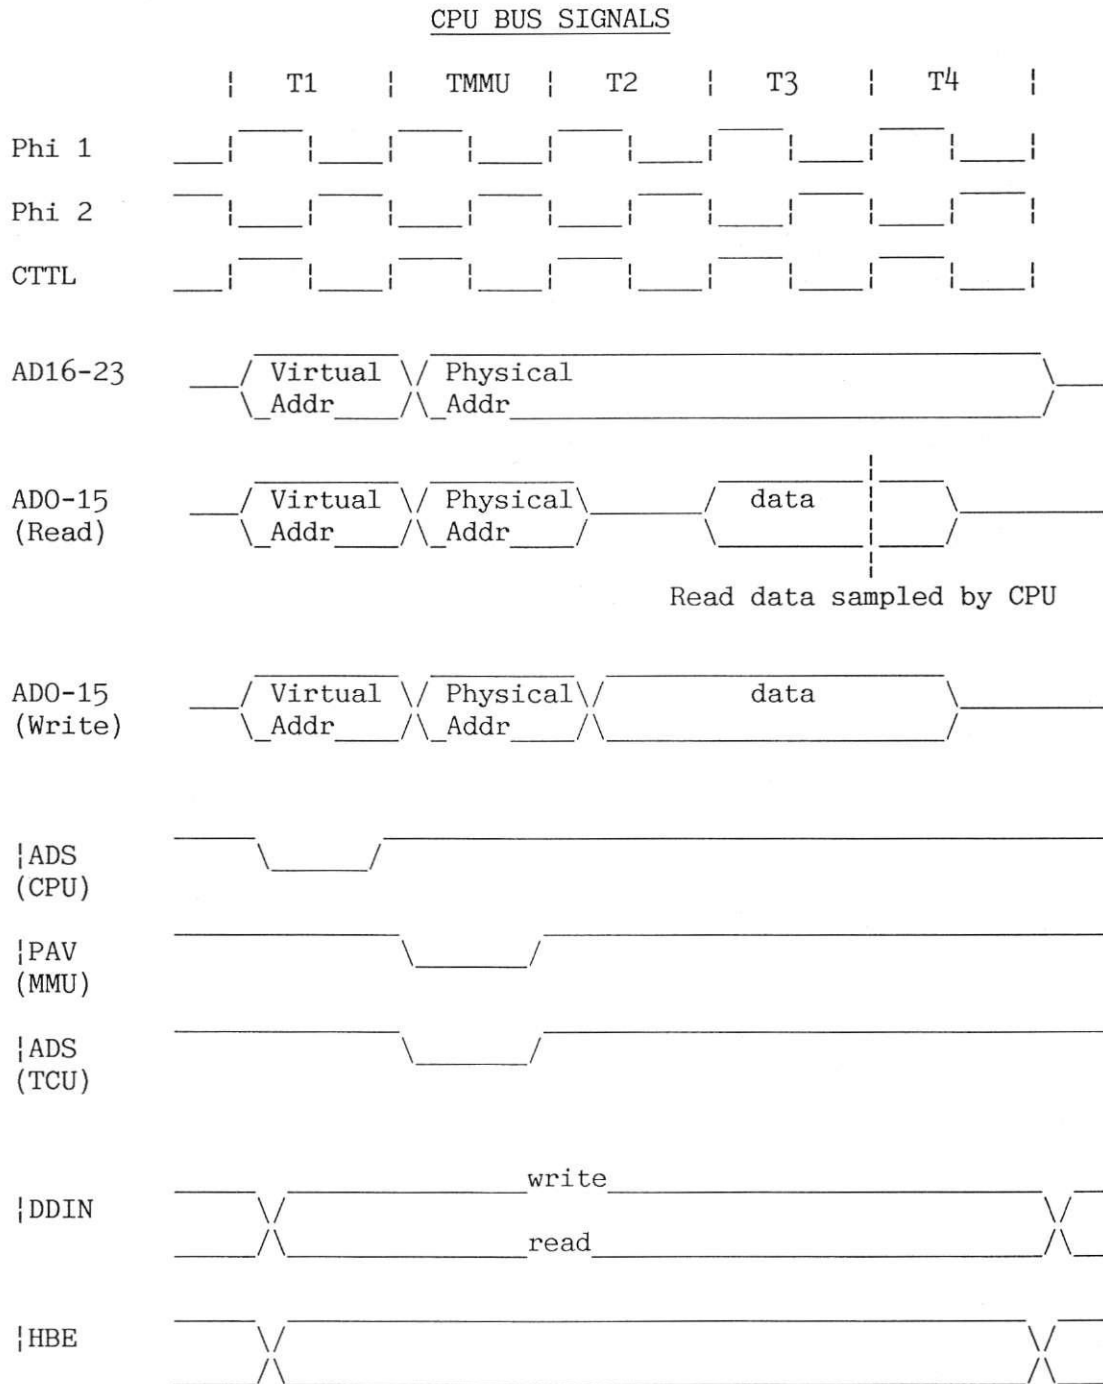 CPU BUS SIGNALS
T1 TMMU T2 T3 T4
Phi 1
Phi 2
CTTL
AD16-23 Virtual Physical
Addr Addr
AD0-15 Virtual Physical data
(Read) Addr Addr
Read data sampled by CPU
AD0-15 Virtual Physical data
(Write) Addr Addr
¦ADS
(CPU)
¦PAV
(MMU)
¦ADS
(TCU)
write
¦DDIN
read
¦HBE